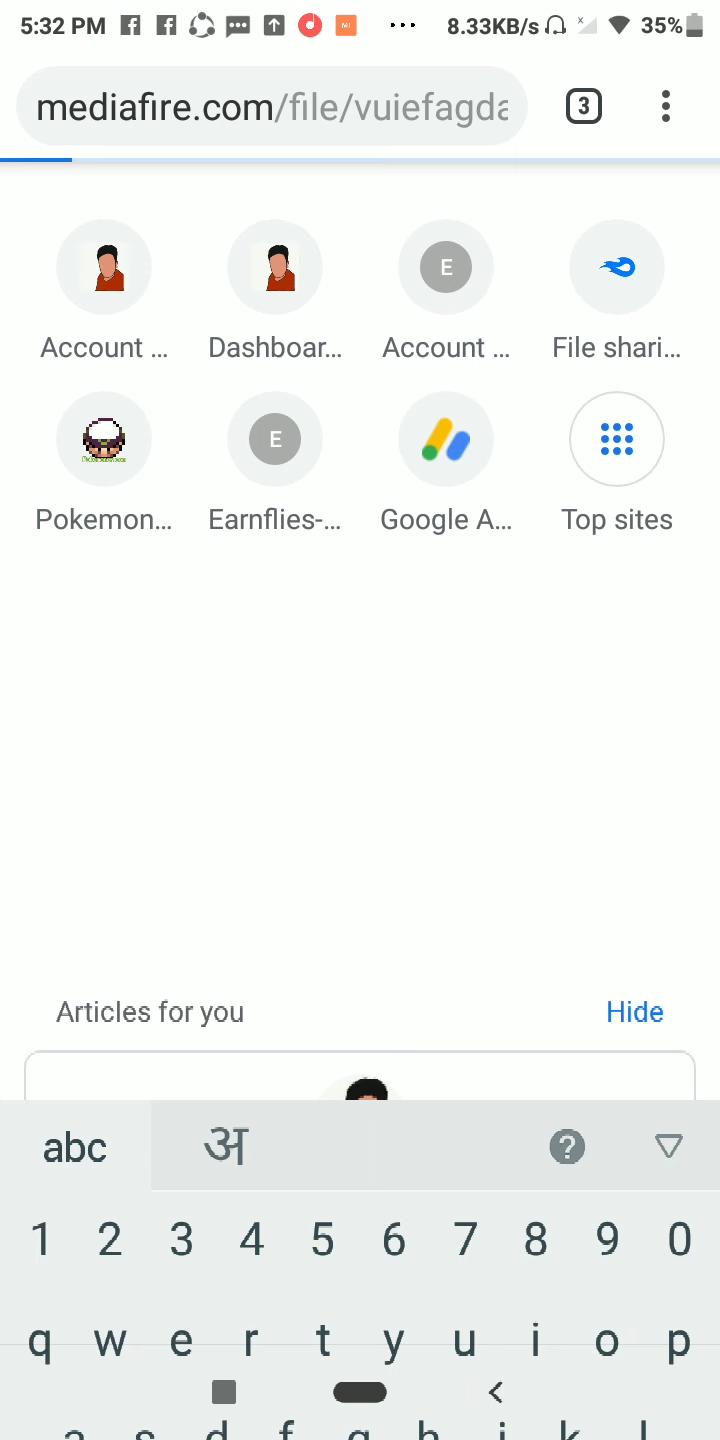 5:32 PM 8.33KB/s 35%
mediafire.com/file/vuiefagda
3
E
Account ... Dashboar... Account ... File shari...
E
Pokemon... Earnflies-... Google A... Top sites
Articles for you Hide
abc अ ?
1 2 3 4 5 6 7 8 9 0
q w e r t y u i o p
a s d f g h j k l